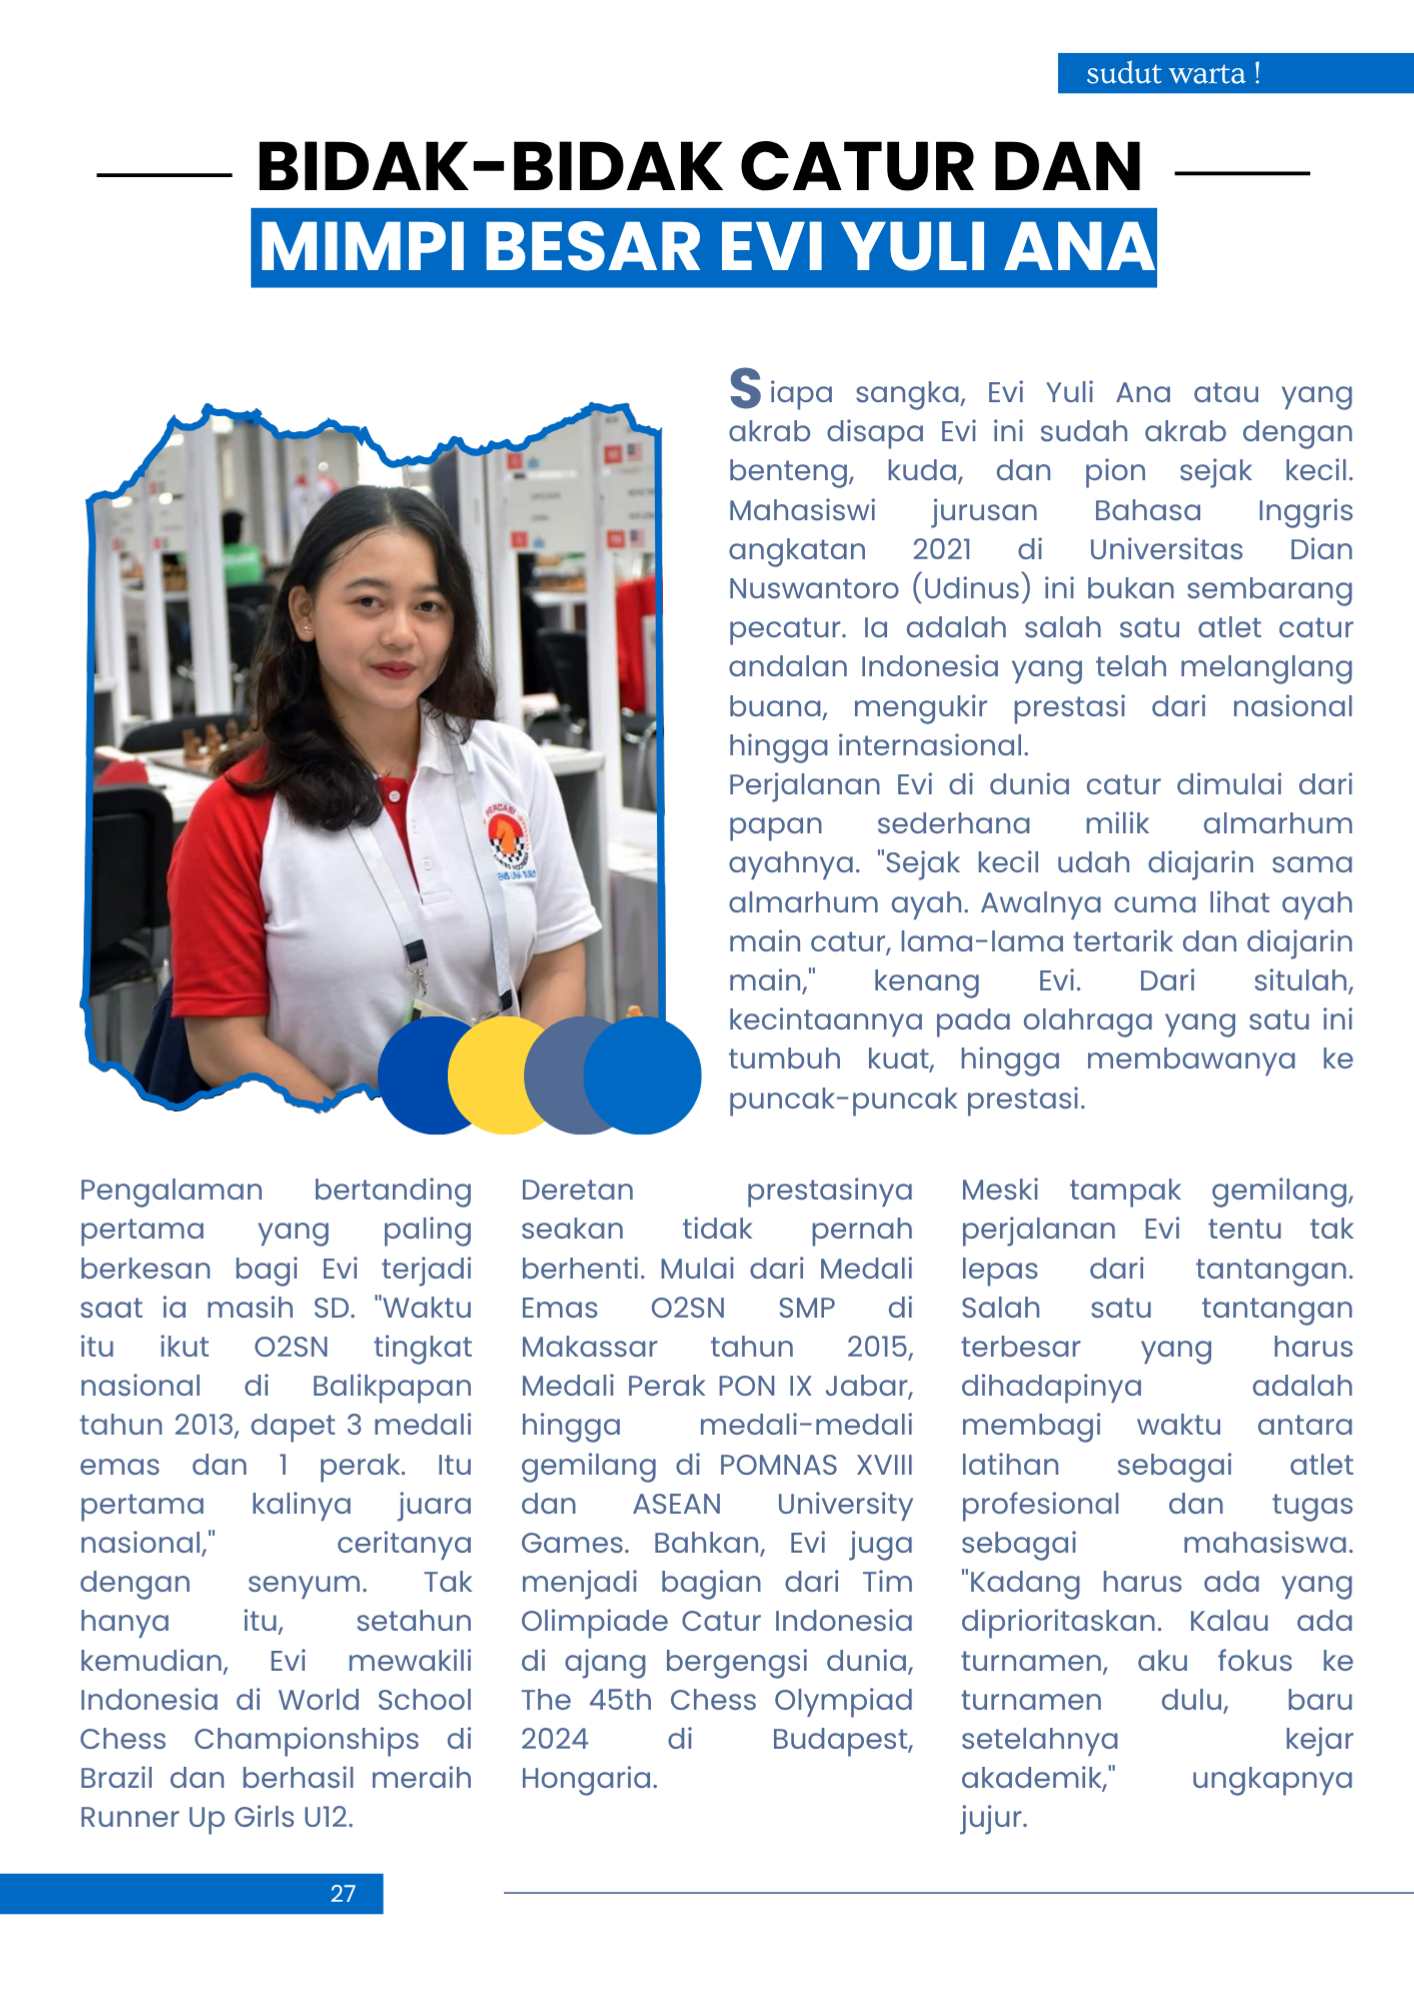 sudut warta !
BIDAK-BIDAK CATUR DAN
MIMPI BESAR EVI YULI ANA
Siapa sangka, Evi Yuli Ana atau yang
akrab disapa Evi ini sudah akrab dengan
benteng, kuda, dan pion sejak kecil.
Mahasiswi jurusan Bahasa Inggris
angkatan 2021 di Universitas Dian
Nuswantoro (Udinus) ini bukan sembarang
pecatur. Ia adalah salah satu atlet catur
andalan Indonesia yang telah melanglang
buana, mengukir prestasi dari nasional
hingga internasional.
Perjalanan Evi di dunia catur dimulai dari
papan sederhana milik almarhum
ayahnya. "Sejak kecil udah diajarin sama
almarhum ayah. Awalnya cuma lihat ayah
main catur, lama-lama tertarik dan diajarin
main," kenang Evi. Dari situlah,
kecintaannya pada olahraga yang satu ini
tumbuh kuat, hingga membawanya ke
puncak-puncak prestasi.
PERCASI
Pengalaman bertanding
pertama yang paling
berkesan bagi Evi terjadi
saat ia masih SD. "Waktu
itu ikut O2SN tingkat
nasional di Balikpapan
tahun 2013, dapet 3 medali
emas dan 1 perak. Itu
pertama kalinya juara
nasional," ceritanya
dengan senyum. Tak
hanya itu, setahun
kemudian, Evi mewakili
Indonesia di World School
Chess Championships di
Brazil dan berhasil meraih
Runner Up Girls U12.
Deretan prestasinya
seakan tidak pernah
berhenti. Mulai dari Medali
Emas O2SN SMP di
Makassar tahun 2015,
Medali Perak PON IX Jabar,
hingga medali-medali
gemilang di POMNAS XVIII
dan ASEAN University
Games. Bahkan, Evi juga
menjadi bagian dari Tim
Olimpiade Catur Indonesia
di ajang bergengsi dunia,
The 45th Chess Olympiad
2024 di Budapest,
Hongaria.
Meski tampak gemilang,
perjalanan Evi tentu tak
lepas dari tantangan.
Salah satu tantangan
terbesar yang harus
dihadapinya adalah
membagi waktu antara
latihan sebagai atlet
profesional dan tugas
sebagai mahasiswa.
"Kadang harus ada yang
diprioritaskan. Kalau ada
turnamen, aku fokus ke
turnamen dulu, baru
setelahnya kejar
akademik," ungkapnya
jujur.
27